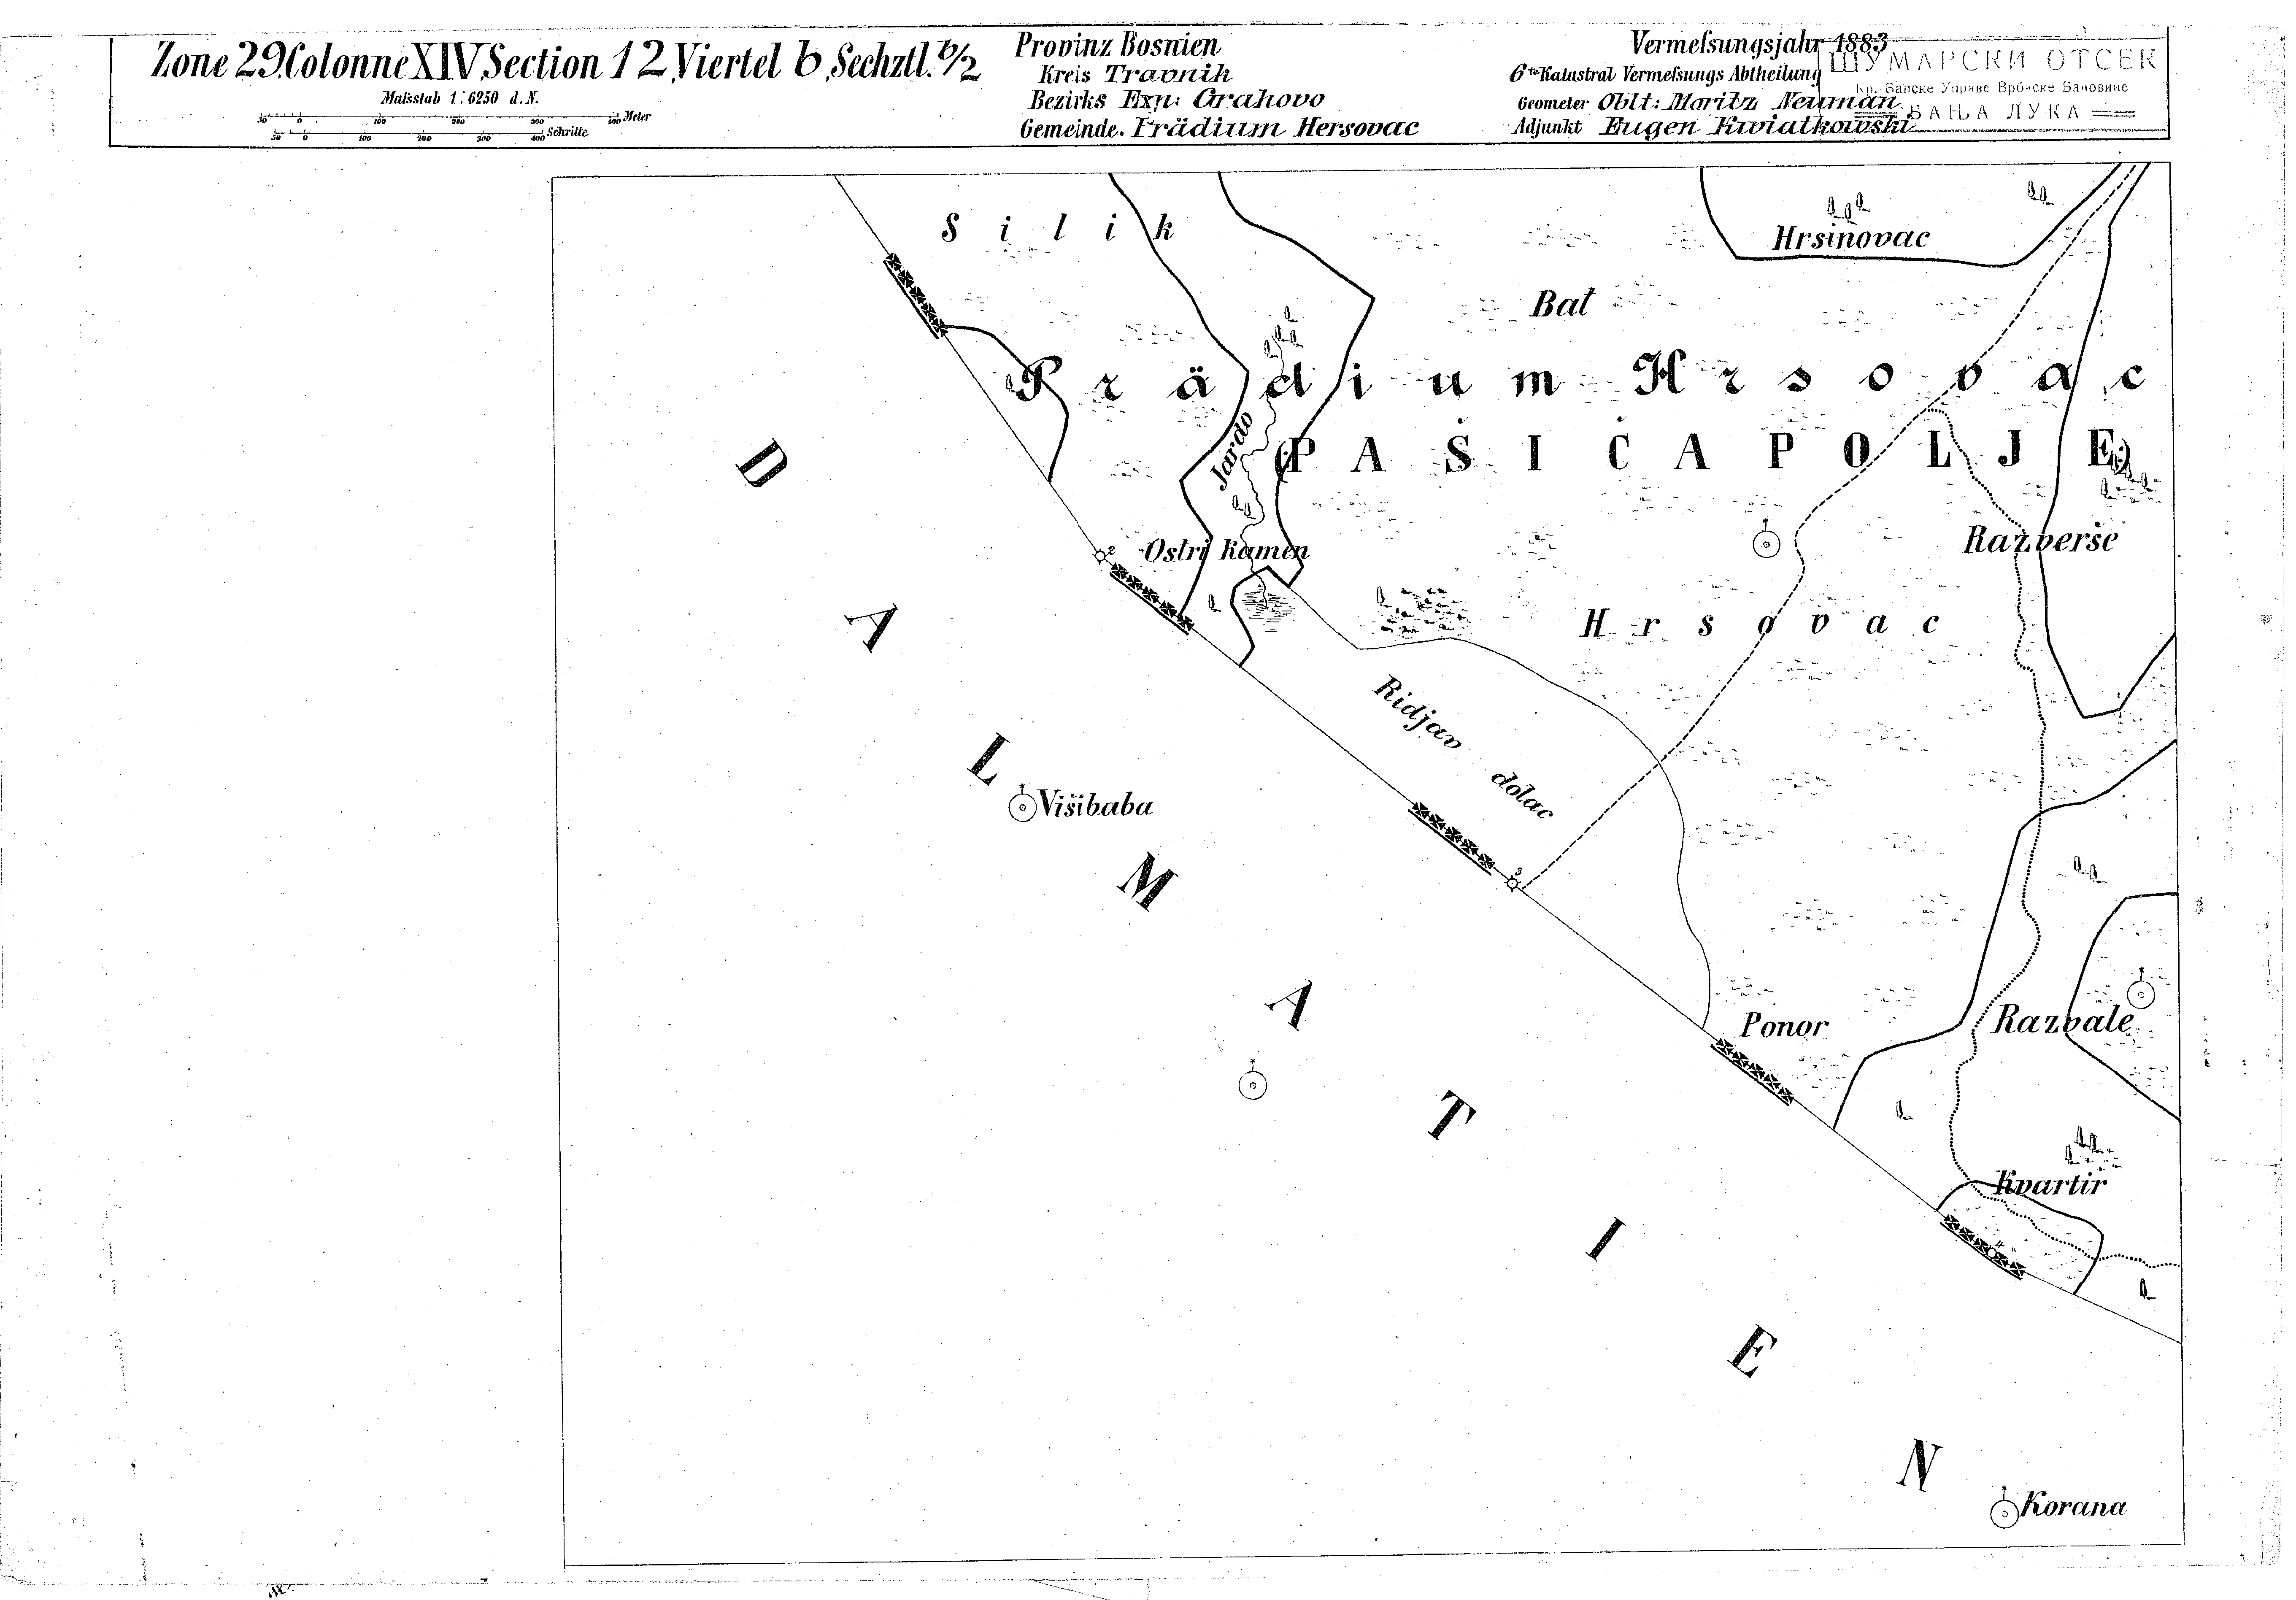 Zone 29 Colonne XIV Section 12 Viertel b Sechztl. b/2
Maßstab 1:6250 d. N.
50 0 100 200 300 500 Meter
50 0 100 200 300 400 Schritte
Provinz Bosnien
Kreis Travnik
Bezirks Exp: Grahovo
Gemeinde. Prädium Hersovac
Vermeßungsjahr 1883
6te Katastral Vermeßungs Abtheilung
Geometer Oblt: Moritz Neuman
Adjunkt Eugen Kwiatkowski
ШУМАРСКИ ОТСЕК
Кр. Банске Управе Врбаске Бановине
БАЊА ЛУКА
Silik
Hrsinovac
Bat
Prädium Hrsovac
(PAŠIĆAPOLJE)
Jardo
2
Ostri kamen
Razberše
Hrsovac
Ridjav dolac
Višibaba
3
Ponor
Razvale
Kvartir
4
DALMATIEN
Korana